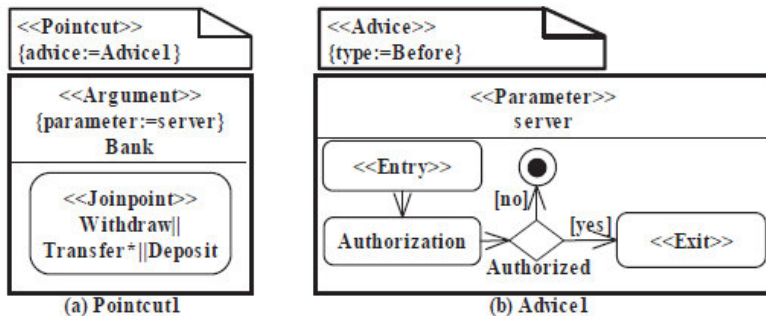 <<Pointcut>>
{advice:=Advice1}
<<Argument>>
{parameter:=server}
Bank
<<Joinpoint>>
Withdraw||
Transfer*||Deposit
(a) Pointcut1
<<Advice>>
{type:=Before}
<<Parameter>>
server
<<Entry>>
[no]
[yes]
Authorization
<<Exit>>
Authorized
(b) Advice1